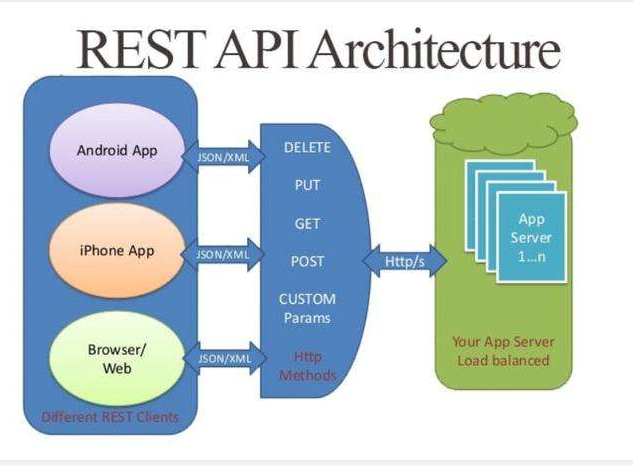 REST API Architecture
Android App
JSON/XML
iPhone App
JSON/XML
Browser/
Web
JSON/XML
Different REST Clients
DELETE
PUT
GET
POST
CUSTOM
Params
Http
Methods
Http/s
App
Server
1...n
Your App Server
Load balanced